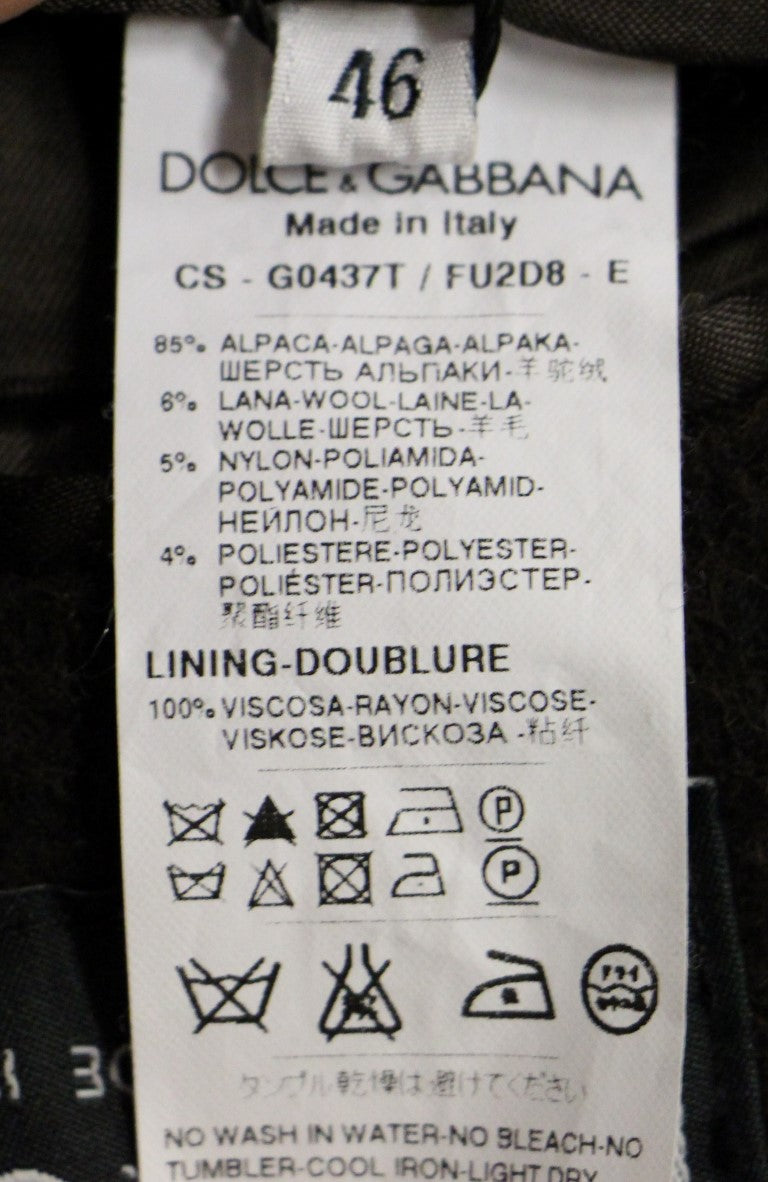 46
DOLCE & GABBANA
Made in Italy
CS - G0437T / FU2D8 - E
85% ALPACA-ALPAGA-ALPAKA-
ШЕРСТЬ АЛЬПАКИ-羊驼绒
6% LANA-WOOL-LAINE-LA-
WOLLE-ШЕРСТЬ-羊毛
5% NYLON-POLIAMIDA-
POLYAMIDE-POLYAMID-
НЕЙЛОН-尼龙
4% POLIESTERE-POLYESTER-
POLIÉSTER-ПОЛИЭСТЕР-
聚酯纤维
LINING-DOUBLURE
100% VISCOSA-RAYON-VISCOSE-
VISKOSE-ВИСКОЗА -粘纤
P
P
ドライ
タンブル乾燥は避けてください
NO WASH IN WATER-NO BLEACH-NO
TUMBLER-COOL IRON-LIGHT DRY